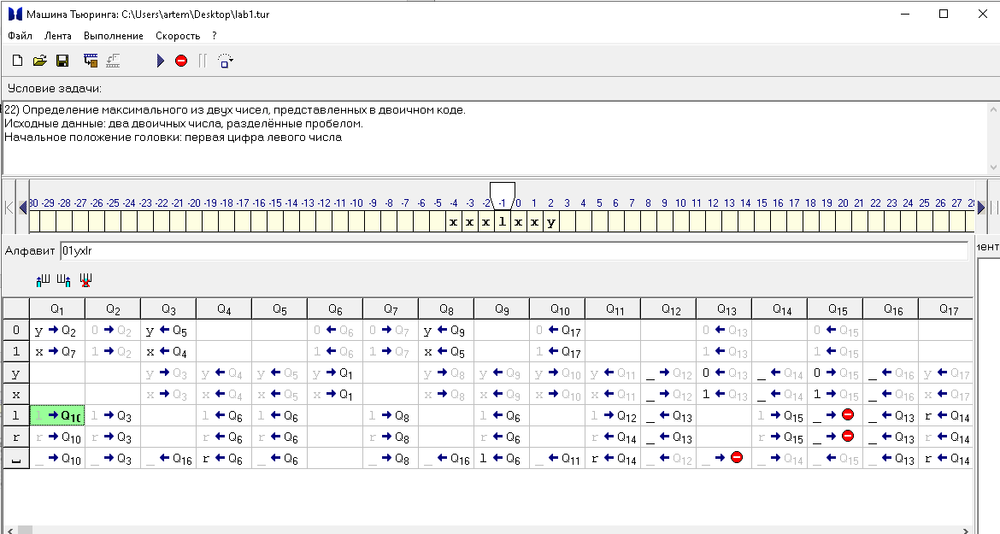 Машина Тьюринга: C:\Users\artem\Desktop\lab1.tur
Файл Лента Выполнение Скорость ?
Условие задачи:
22) Определение максимального из двух чисел, представленных в двоичном коде.
Исходные данные: два двоичных числа, разделённые пробелом.
Начальное положение головки: первая цифра левого числа
-29 -28 -27 -26 -25 -24 -23 -22 -21 -20 -19 -18 -17 -16 -15 -14 -13 -12 -11 -10 -9 -8 -7 -6 -5 -4 -3 -2 -1 0 1 2 3 4 5 6 7 8 9 10 11 12 13 14 15 16 17 18 19 20 21 22 23 24 25 26 27
x x x l x x y
Алфавит 01yxlr
Q1 Q2 Q3 Q4 Q5 Q6 Q7 Q8 Q9 Q10 Q11 Q12 Q13 Q14 Q15 Q16 Q17
0 y → Q2 0 → Q2 y ← Q5 0 ← Q6 0 → Q7 y ← Q9 0 ← Q17 0 ← Q13 0 ← Q15
1 x → Q7 1 → Q2 x ← Q4 1 ← Q6 1 → Q7 x ← Q5 1 ← Q17 1 ← Q13 1 ← Q15
y y → Q3 y ← Q4 y ← Q5 y → Q1 y → Q8 y ← Q9 y → Q10 y ← Q11 _ → Q12 0 ← Q13 _ ← Q14 0 → Q15 _ ← Q16 y ← Q17
x x → Q3 x ← Q4 x ← Q5 x → Q1 x → Q8 x ← Q9 x → Q10 x ← Q11 _ → Q12 1 ← Q13 _ ← Q14 1 → Q15 _ ← Q16 x ← Q17
l l → Q10 l → Q3 l ← Q6 l ← Q6 l → Q8 l ← Q6 l → Q12 _ ← Q13 l → Q15 _ → _ ← Q13 r ← Q14
r r → Q10 r → Q3 r ← Q6 r ← Q6 r → Q8 r ← Q6 r ← Q14 _ ← Q13 r → Q15 _ → _ ← Q13 r ← Q14
_ _ → Q10 _ → Q3 _ ← Q16 r ← Q6 _ ← Q6 _ → Q8 _ ← Q16 l ← Q6 _ ← Q11 r ← Q14 _ ← Q12 _ → _ → Q14 _ ← Q15 _ ← Q13 r ← Q14